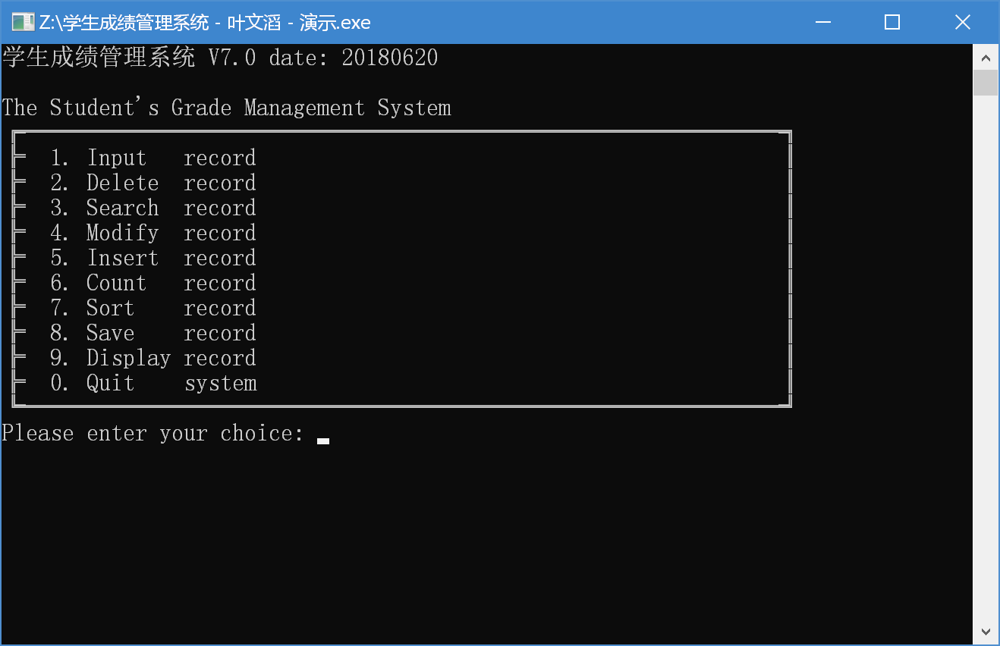 Z:\学生成绩管理系统 - 叶文滔 - 演示.exe
学生成绩管理系统 V7.0 date: 20180620
The Student's Grade Management System
1. Input   record
2. Delete  record
3. Search  record
4. Modify  record
5. Insert  record
6. Count   record
7. Sort    record
8. Save    record
9. Display record
0. Quit    system
Please enter your choice: